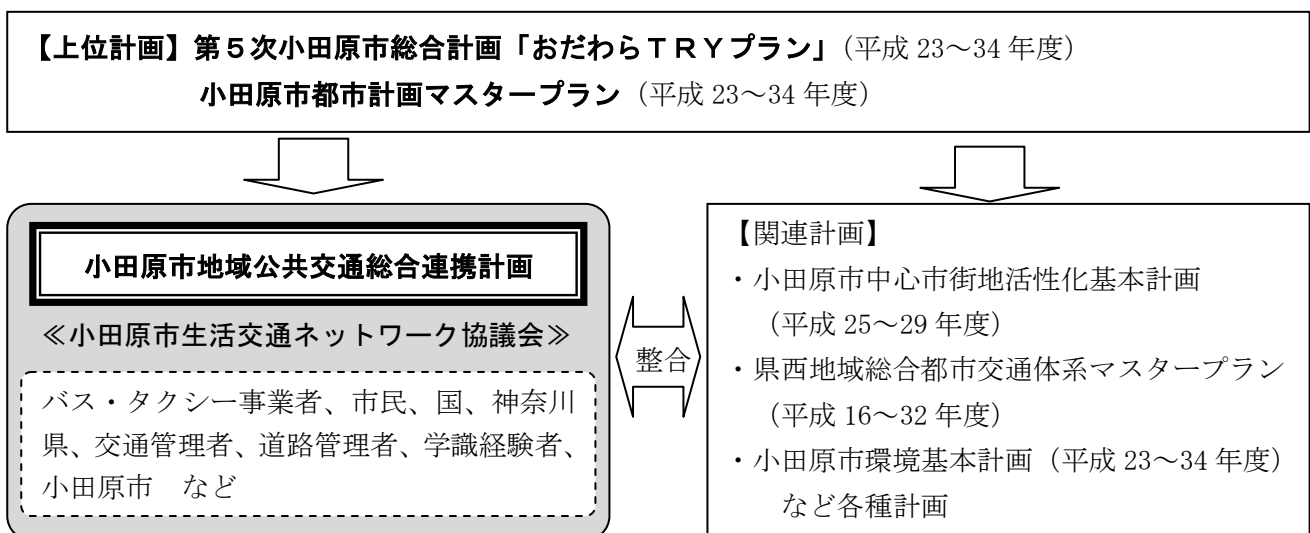 【上位計画】第５次小田原市総合計画「おだわらＴＲＹプラン」（平成 23～34 年度）
小田原市都市計画マスタープラン（平成 23～34 年度）
小田原市地域公共交通総合連携計画
≪小田原市生活交通ネットワーク協議会≫
バス・タクシー事業者、市民、国、神奈川
県、交通管理者、道路管理者、学識経験者、
小田原市　など
整合
【関連計画】
・小田原市中心市街地活性化基本計画
（平成 25～29 年度）
・県西地域総合都市交通体系マスタープラン
（平成 16～32 年度）
・小田原市環境基本計画（平成 23～34 年度）
など各種計画